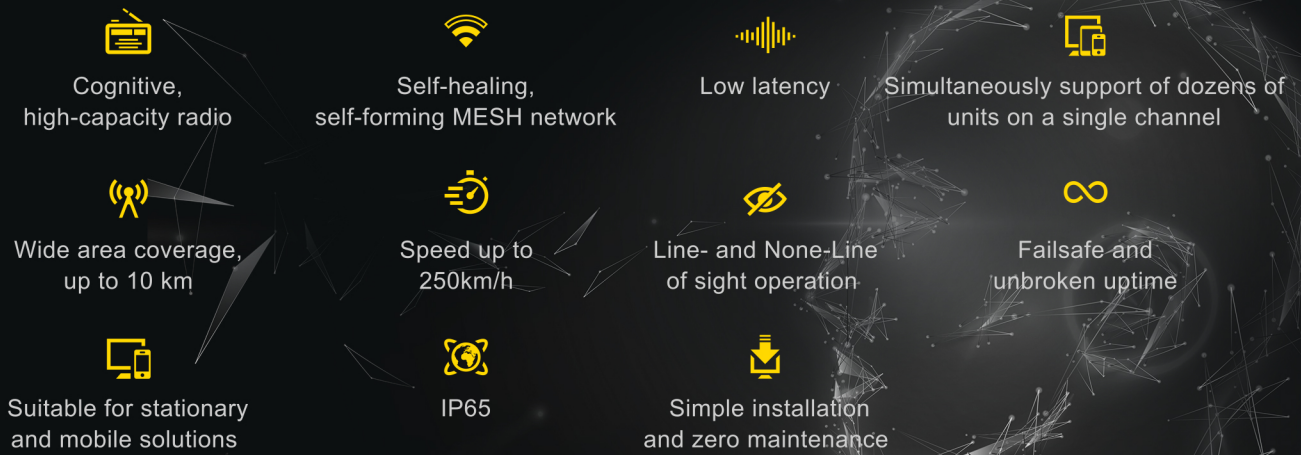 Cognitive,
high-capacity radio
Self-healing,
self-forming MESH network
Low latency
Simultaneously support of dozens of
units on a single channel
Wide area coverage,
up to 10 km
Speed up to
250km/h
Line- and None-Line
of sight operation
Failsafe and
unbroken uptime
Suitable for stationary
and mobile solutions
IP65
Simple installation
and zero maintenance